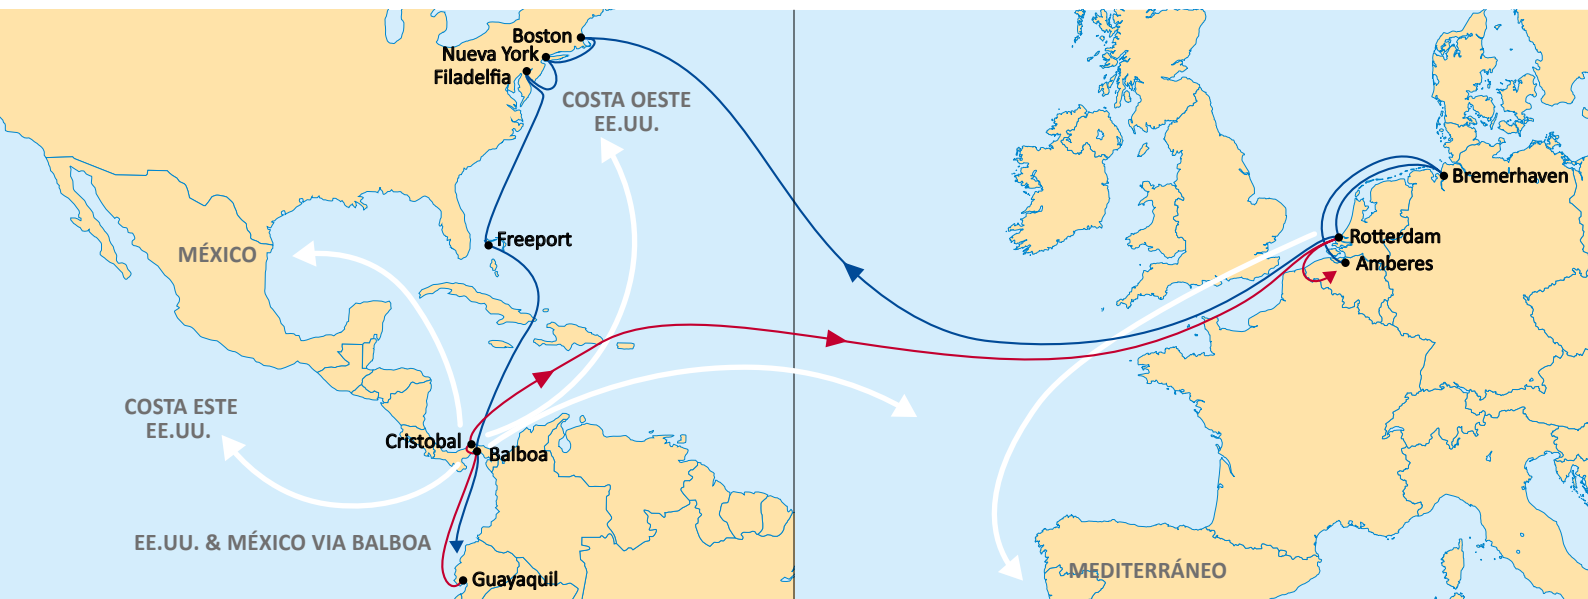 Boston
Nueva York
Filadelfia
COSTA OESTE
EE.UU.
Bremerhaven
Freeport
Rotterdam
MÉXICO
Amberes
COSTA ESTE
EE.UU.
Cristobal
Balboa
EE.UU. & MÉXICO VIA BALBOA
MEDITERRÁNEO
Guayaquil